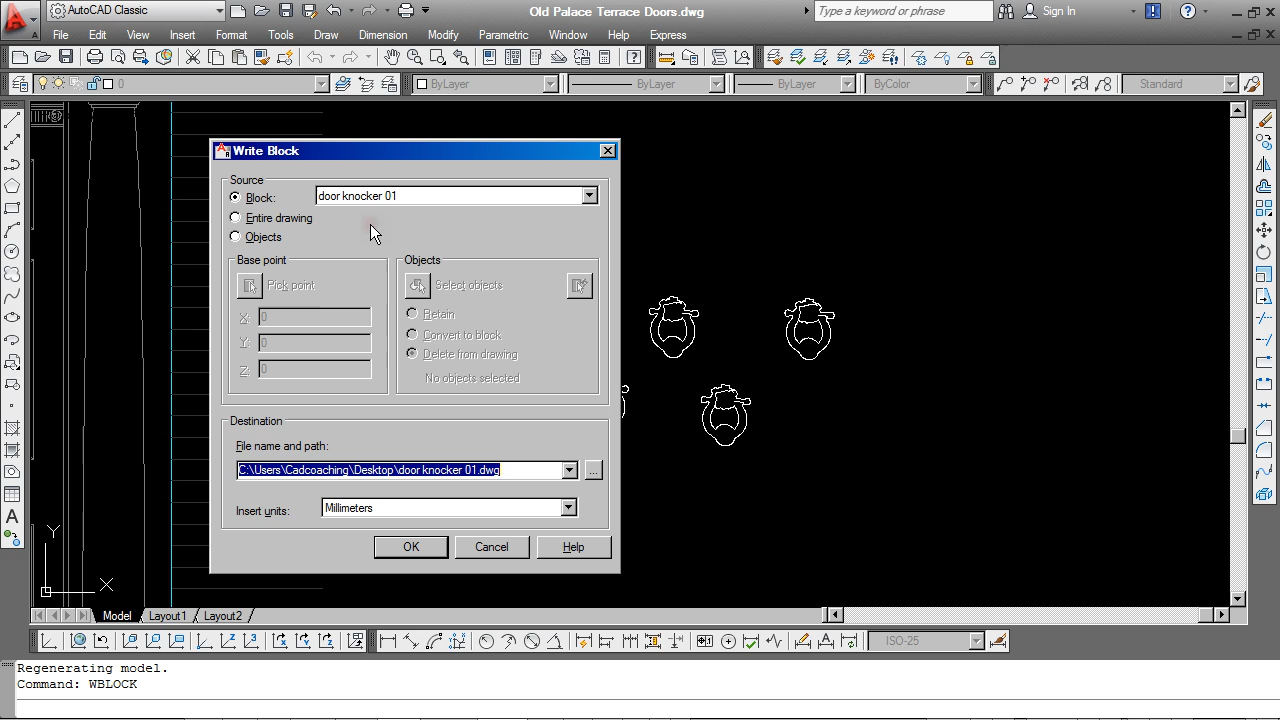 AutoCAD Classic
Old Palace Terrace Doors.dwg
Type a keyword or phrase
Sign In
File Edit View Insert Format Tools Draw Dimension Modify Parametric Window Help Express
0
ByLayer
ByLayer
ByLayer
ByColor
Standard
Write Block
Source
Block:
door knocker 01
Entire drawing
Objects
Base point
Pick point
X: 0
Y: 0
Z: 0
Objects
Select objects
Retain
Convert to block
Delete from drawing
No objects selected
Destination
File name and path:
C:\Users\Cadcoaching\Desktop\door knocker 01.dwg
...
Insert units:
Millimeters
OK
Cancel
Help
Y
X
Model
Layout1
Layout2
ISO-25
Regenerating model.
Command: WBLOCK